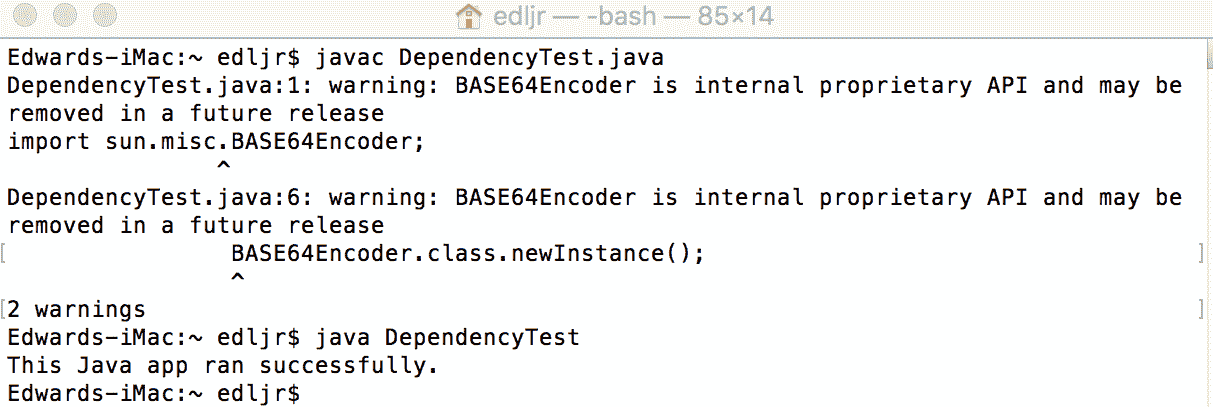 edljr — -bash — 85×14
Edwards-iMac:~ edljr$ javac DependencyTest.java
DependencyTest.java:1: warning: BASE64Encoder is internal proprietary API and may be
removed in a future release
import sun.misc.BASE64Encoder;
^
DependencyTest.java:6: warning: BASE64Encoder is internal proprietary API and may be
removed in a future release
[ BASE64Encoder.class.newInstance(); ]
^
[2 warnings ]
Edwards-iMac:~ edljr$ java DependencyTest
This Java app ran successfully.
Edwards-iMac:~ edljr$